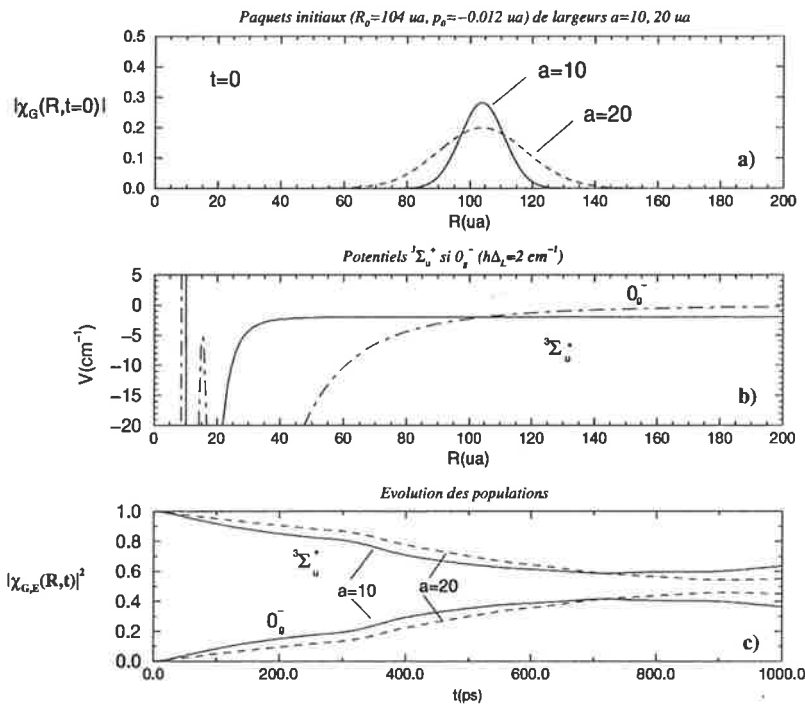 Paquets initiaux (R₀=104 ua, p₀=−0.012 ua) de largeurs a=10, 20 ua
|χG(R,t=0)|
0.5
0.4
0.3
0.2
0.1
0.0
t=0
a=10
a=20
a)
0 20 40 60 80 100 120 140 160 180 200
R(ua)
Potentiels ³Σᵤ⁺ si 0g⁻ (hΔL=2 cm⁻¹)
V(cm⁻¹)
5
0
−5
−10
−15
−20
0g⁻
³Σᵤ⁺
b)
0 20 40 60 80 100 120 140 160 180 200
R(ua)
Evolution des populations
|χG,E(R,t)|²
1.0
0.8
0.6
0.4
0.2
0.0
³Σᵤ⁺
a=10
a=20
0g⁻
c)
0.0 200.0 400.0 600.0 800.0 1000.0
t(ps)